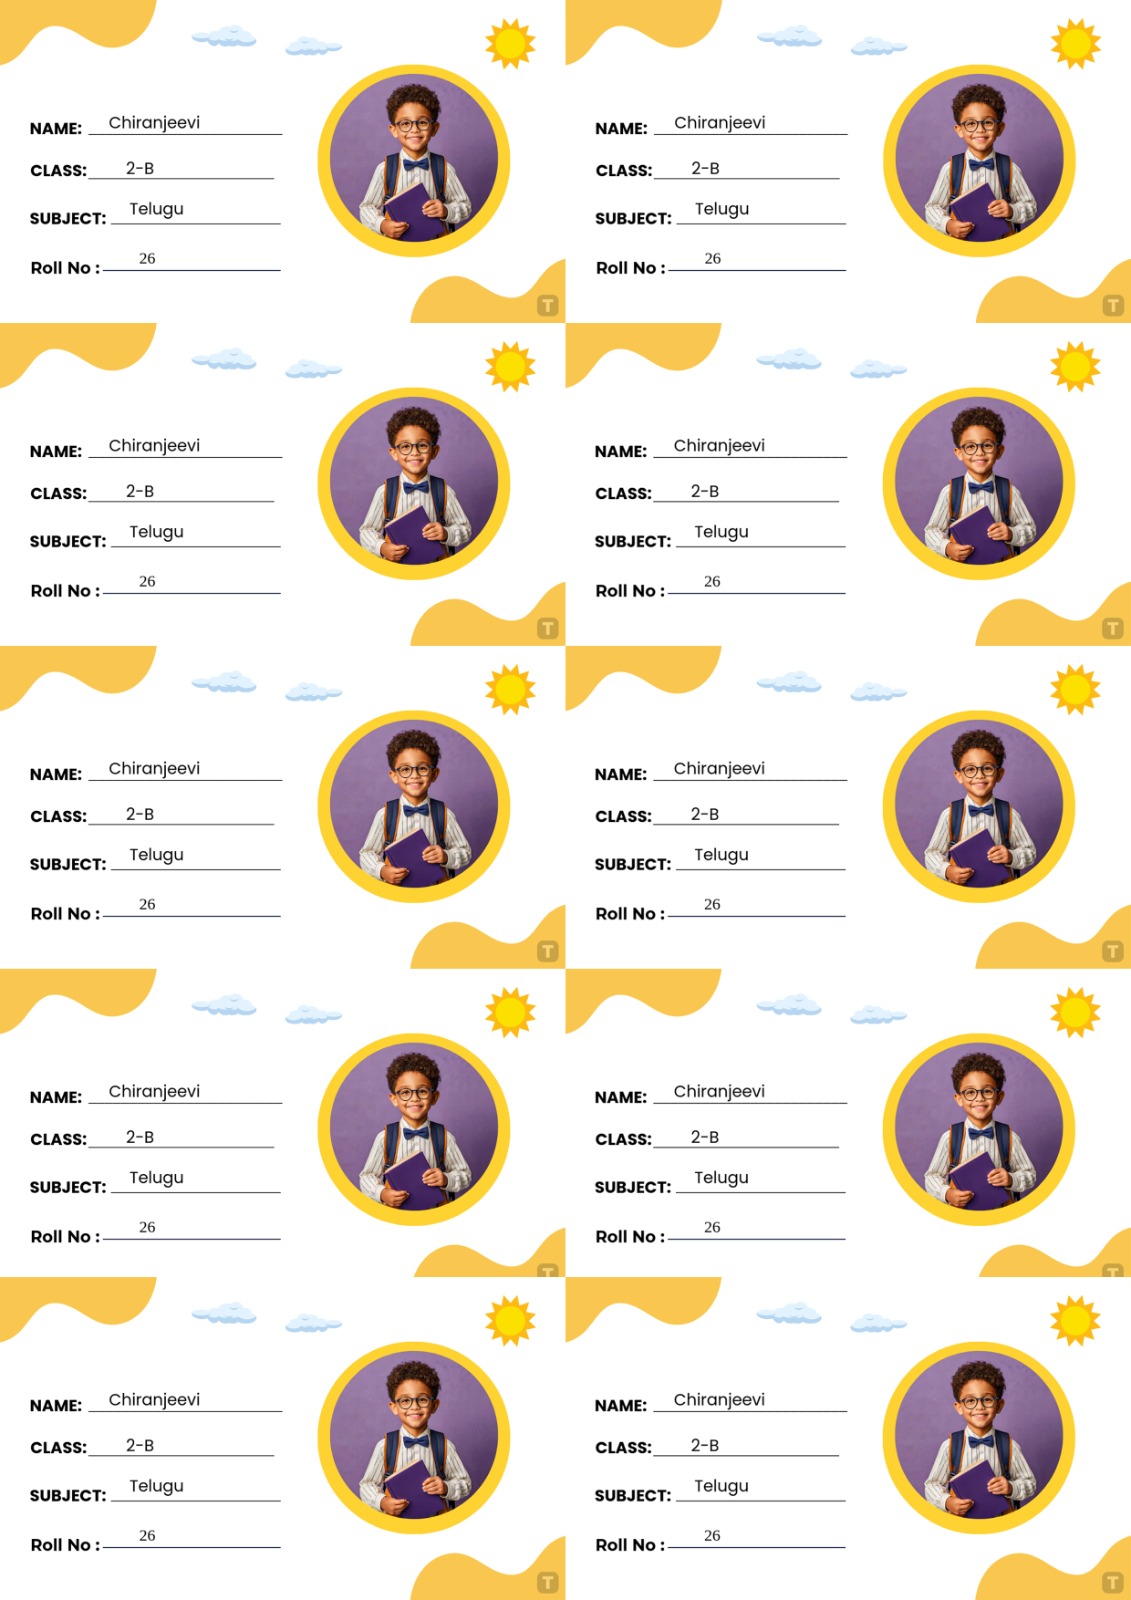 NAME: Chiranjeevi
CLASS: 2-B
SUBJECT: Telugu
Roll No : 26
T
NAME: Chiranjeevi
CLASS: 2-B
SUBJECT: Telugu
Roll No : 26
T
NAME: Chiranjeevi
CLASS: 2-B
SUBJECT: Telugu
Roll No : 26
T
NAME: Chiranjeevi
CLASS: 2-B
SUBJECT: Telugu
Roll No : 26
T
NAME: Chiranjeevi
CLASS: 2-B
SUBJECT: Telugu
Roll No : 26
T
NAME: Chiranjeevi
CLASS: 2-B
SUBJECT: Telugu
Roll No : 26
T
NAME: Chiranjeevi
CLASS: 2-B
SUBJECT: Telugu
Roll No : 26
T
NAME: Chiranjeevi
CLASS: 2-B
SUBJECT: Telugu
Roll No : 26
T
NAME: Chiranjeevi
CLASS: 2-B
SUBJECT: Telugu
Roll No : 26
T
NAME: Chiranjeevi
CLASS: 2-B
SUBJECT: Telugu
Roll No : 26
T